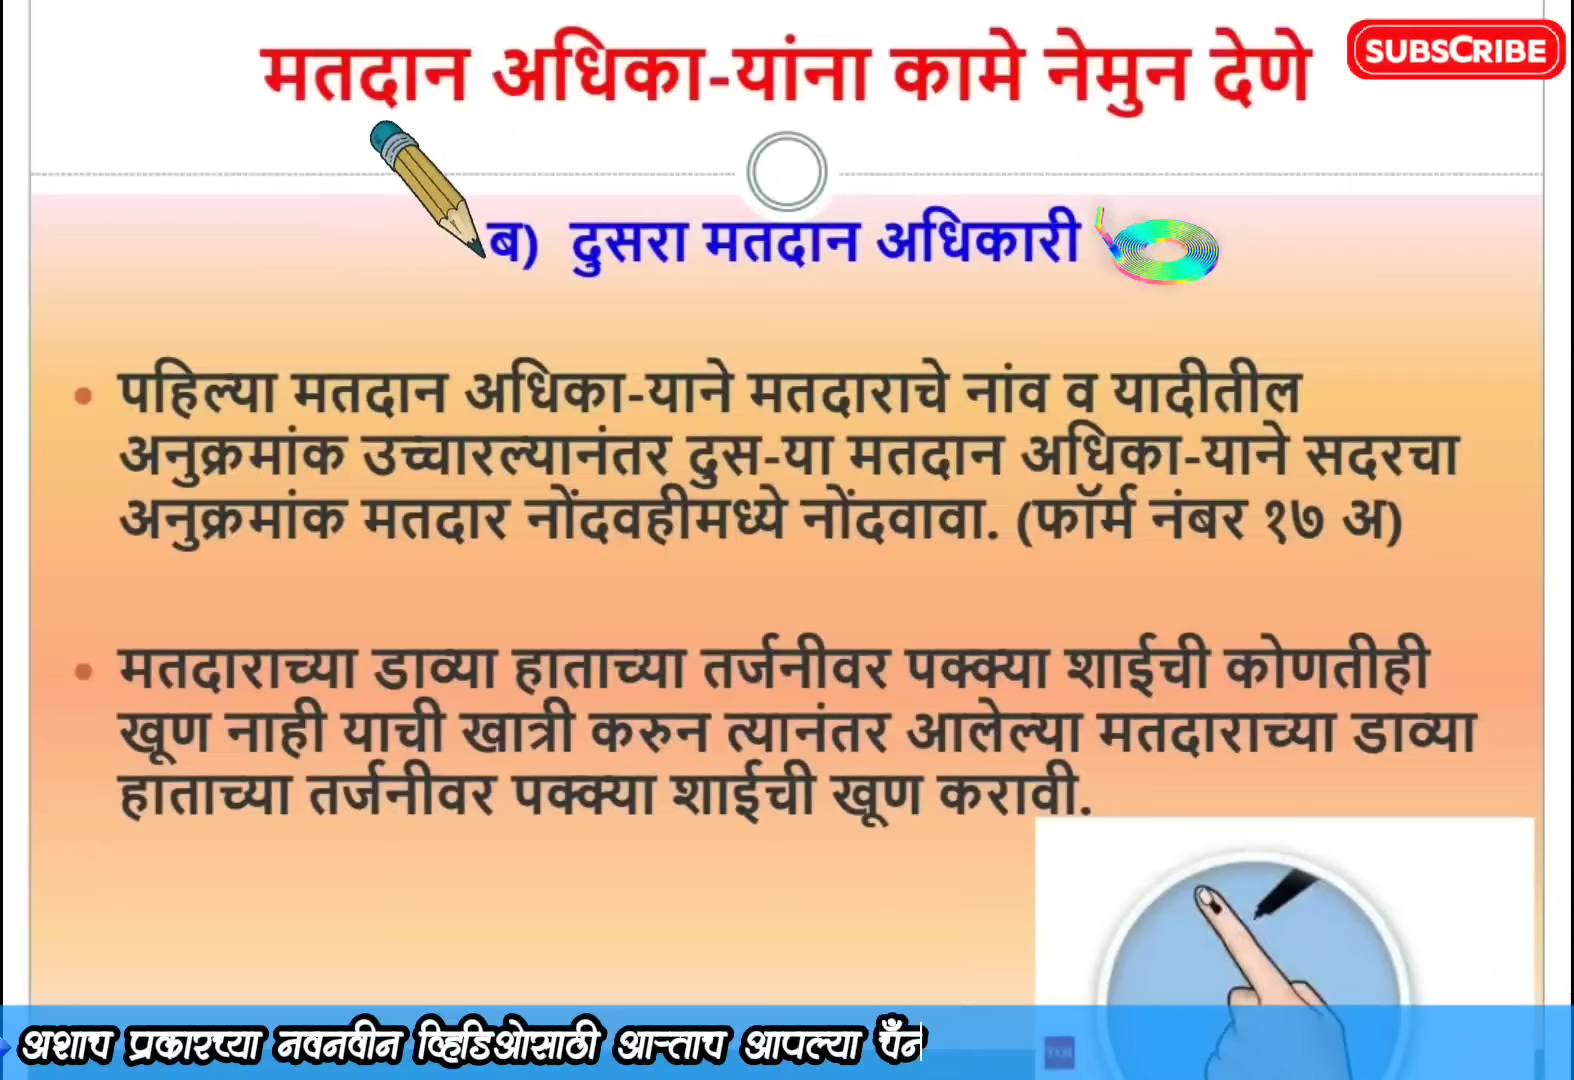 मतदान अधिका-यांना कामे नेमुन देणे
SUBSCRIBE
ब) दुसरा मतदान अधिकारी
• पहिल्या मतदान अधिका-याने मतदाराचे नांव व यादीतील
अनुक्रमांक उच्चारल्यानंतर दुस-या मतदान अधिका-याने सदरचा
अनुक्रमांक मतदार नोंदवहीमध्ये नोंदवावा. (फॉर्म नंबर १७ अ)
• मतदाराच्या डाव्या हाताच्या तर्जनीवर पक्क्या शाईची कोणतीही
खूण नाही याची खात्री करुन त्यानंतर आलेल्या मतदाराच्या डाव्या
हाताच्या तर्जनीवर पक्क्या शाईची खूण करावी.
TOI
अशाच प्रकारच्या नवनवीन व्हिडिओसाठी आत्ताच आपल्या चॅन